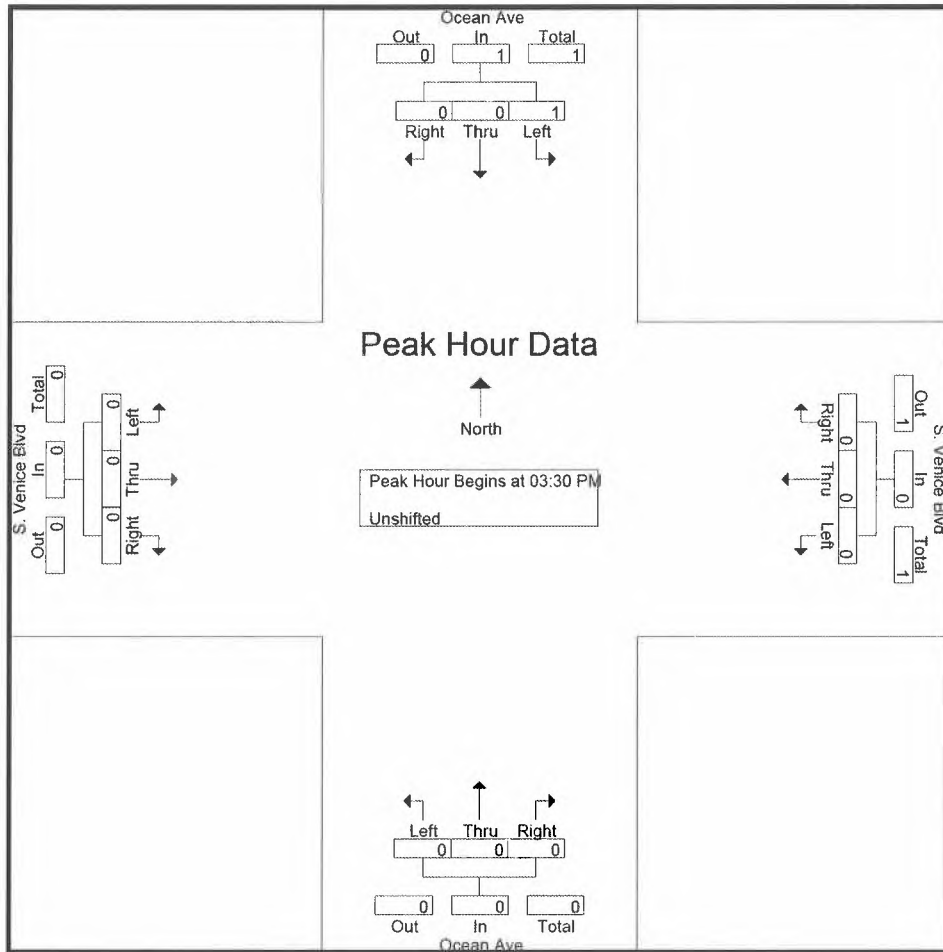 Ocean Ave
Out In Total
0 1 1
0 0 1
Right Thru Left
Peak Hour Data
North
Peak Hour Begins at 03:30 PM
Unshifted
S. Venice Blvd
Total In Out
0 0 0
0 0 0
Left Thru Right
Right Thru Left
0 0 0
Out In Total
1 0 1
S. Venice Blvd
Left Thru Right
0 0 0
0 0 0
Out In Total
Ocean Ave